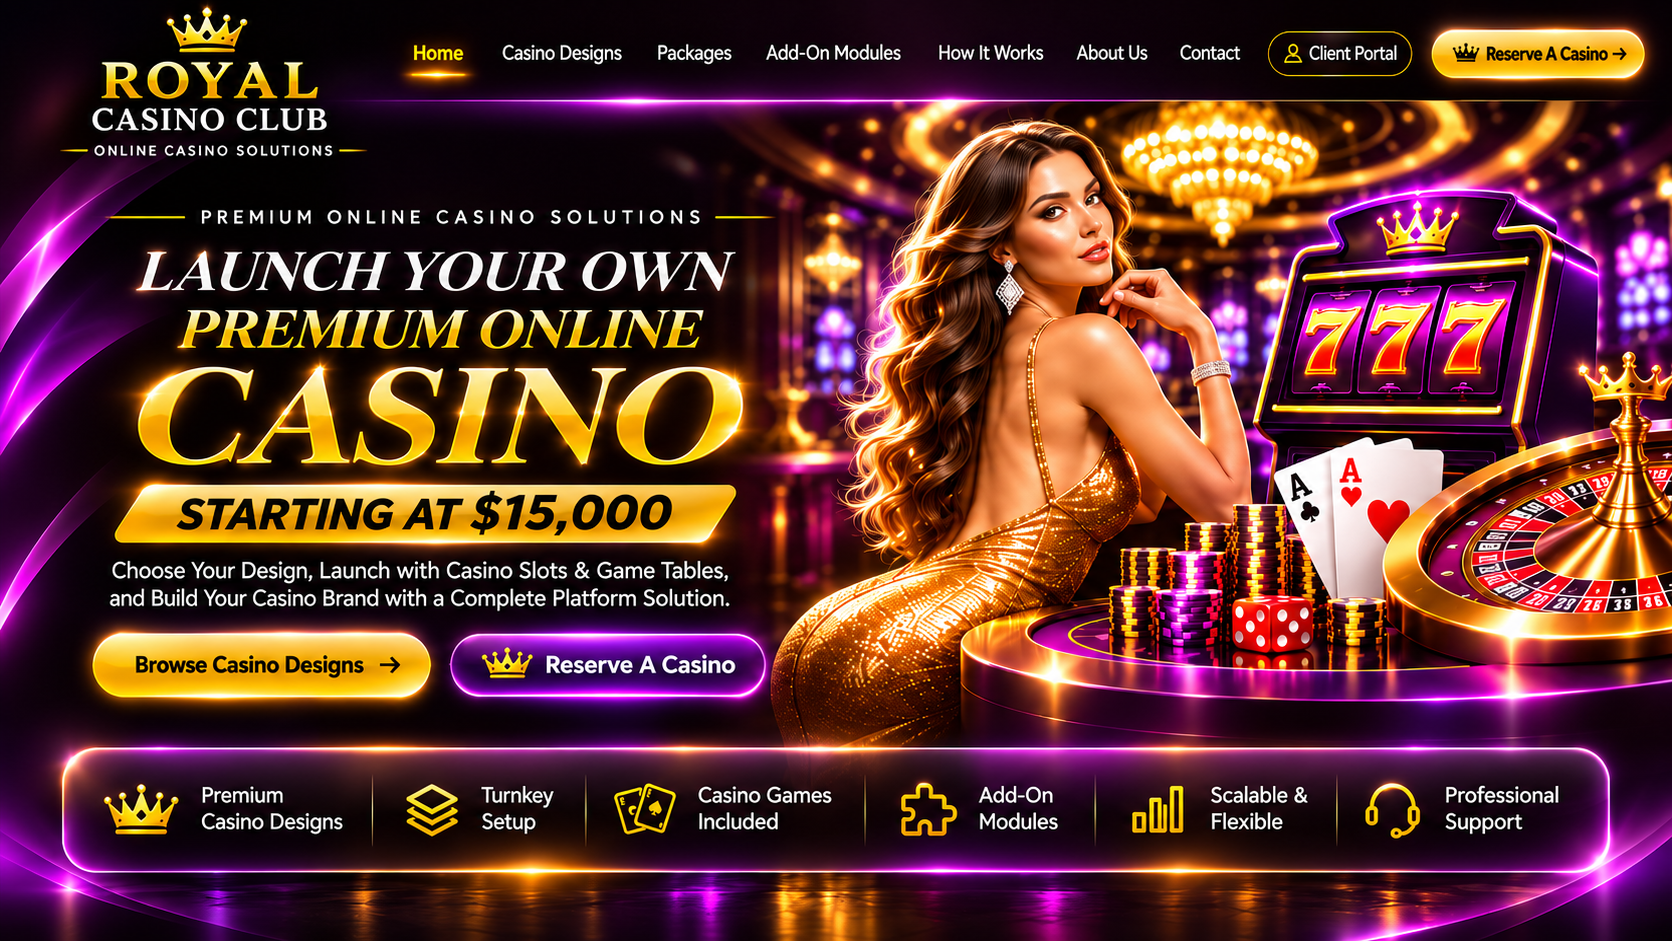 ROYAL
CASINO CLUB
ONLINE CASINO SOLUTIONS
Home
Casino Designs
Packages
Add-On Modules
How It Works
About Us
Contact
Client Portal
Reserve A Casino →
PREMIUM ONLINE CASINO SOLUTIONS
LAUNCH YOUR OWN
PREMIUM ONLINE
CASINO
STARTING AT $15,000
Choose Your Design, Launch with Casino Slots & Game Tables,
and Build Your Casino Brand with a Complete Platform Solution.
Browse Casino Designs →
Reserve A Casino
777
A
A
Premium
Casino Designs
Turnkey
Setup
Casino Games
Included
Add-On
Modules
Scalable &
Flexible
Professional
Support